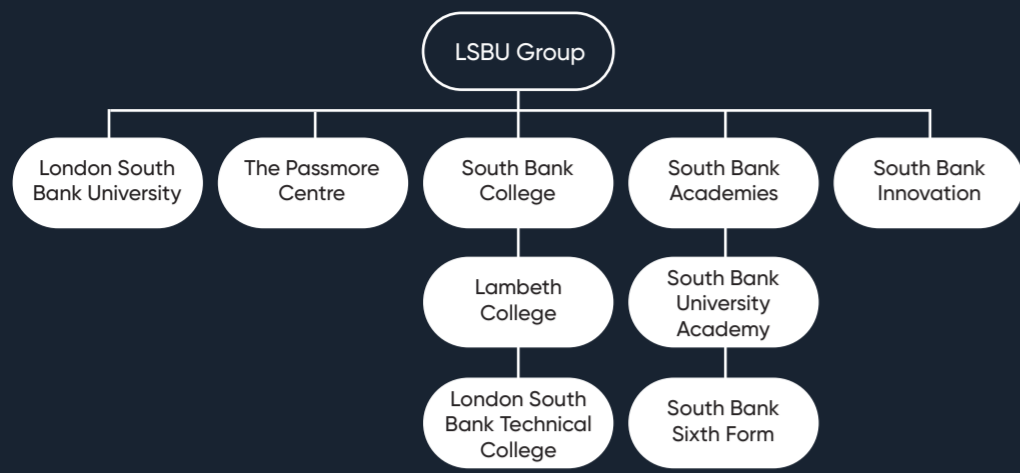 LSBU Group
London South
Bank University
The Passmore
Centre
South Bank
College
South Bank
Academies
South Bank
Innovation
Lambeth
College
South Bank
University
Academy
London South
Bank Technical
College
South Bank
Sixth Form